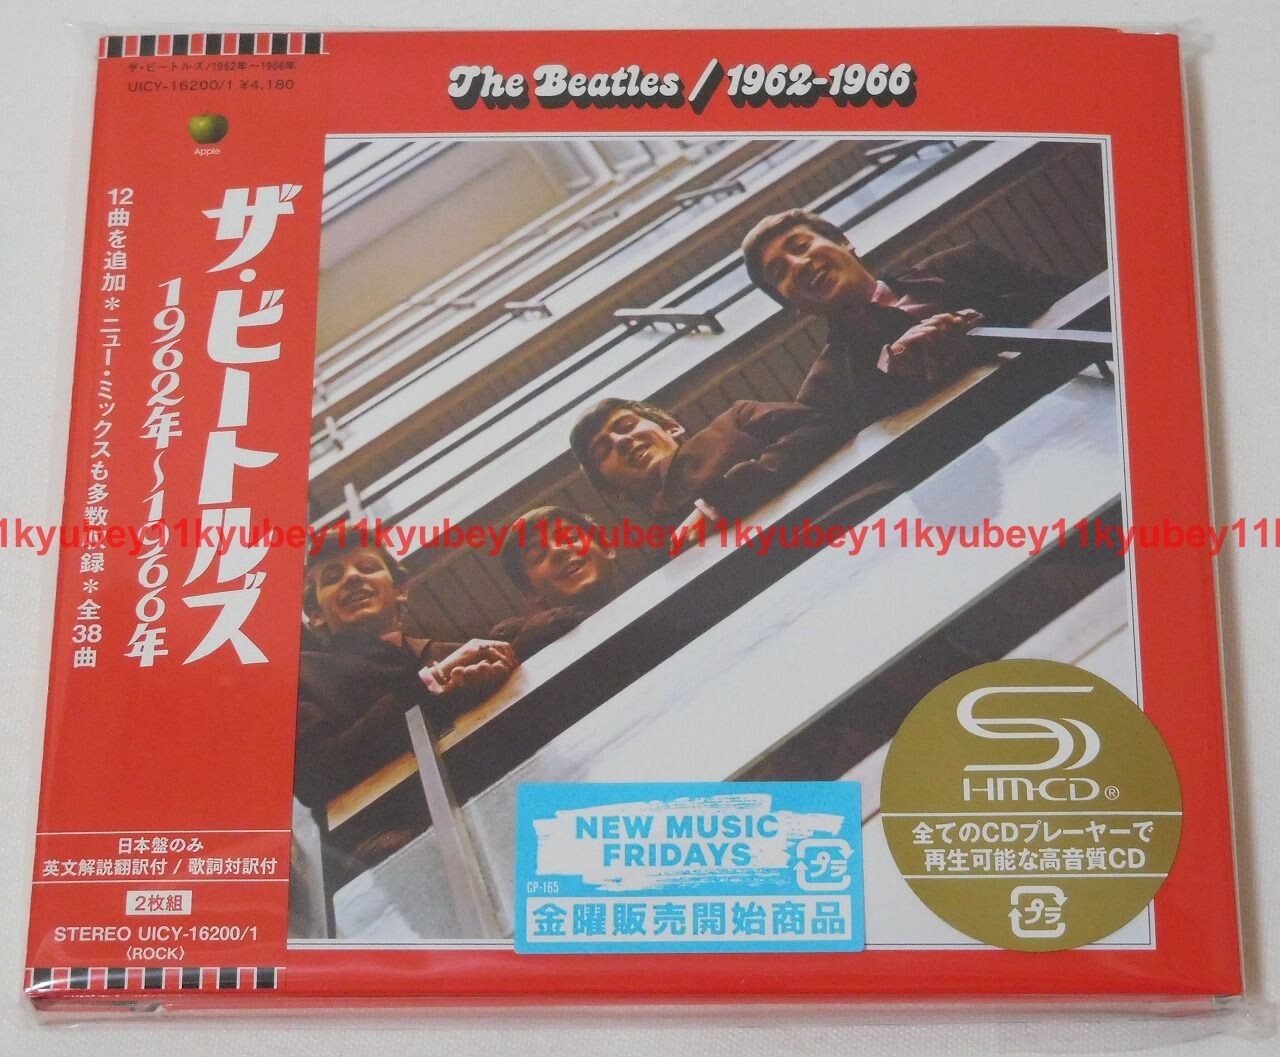 ザ・ビートルズ/1962年～1966年
UICY-16200/1 ¥4,180
Apple
ザ・ビートルズ
1962年～1966年
12曲を追加＊ニュー・ミックスも多数収録＊全38曲
日本盤のみ
英文解説翻訳付 / 歌詞対訳付
2枚組
STEREO UICY-16200/1
〈ROCK〉
The Beatles / 1962-1966
11kyubey11kyubey11kyubey11kyubey11kyubey11kyubey11kyubey11k
NEW MUSIC
FRIDAYS
プラ
CP-165
金曜販売開始商品
SHM-CD®
全てのCDプレーヤーで
再生可能な高音質CD
プラ